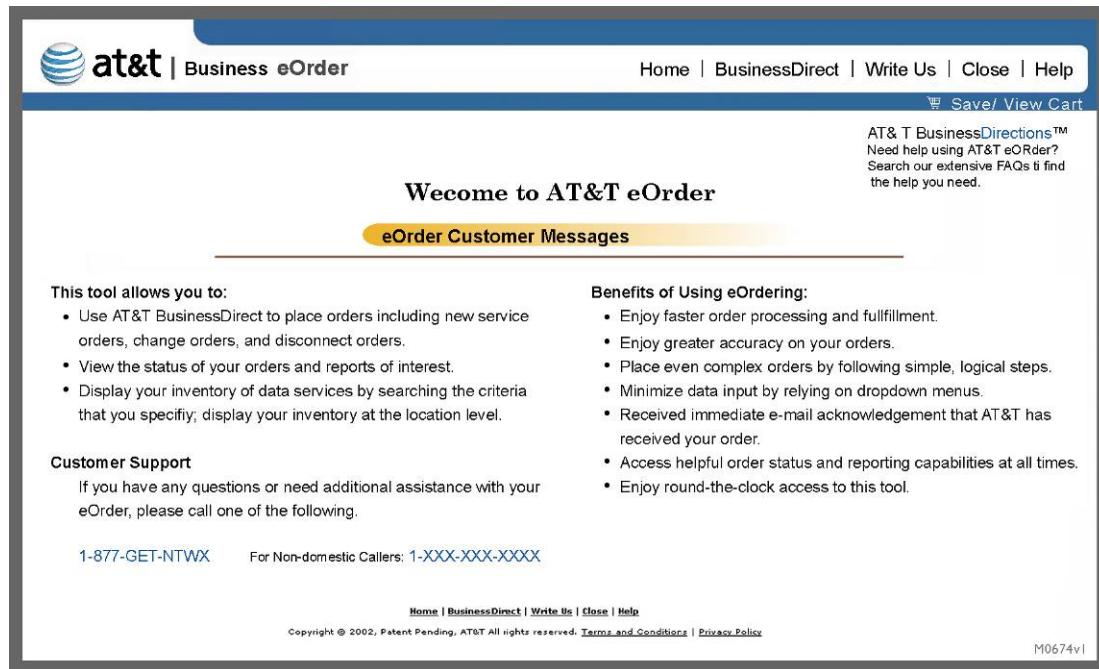 at&t | Business eOrder
Home | BusinessDirect | Write Us | Close | Help
Save/ View Cart
AT& T BusinessDirections™
Need help using AT&T eORder?
Search our extensive FAQs ti find
the help you need.
Wecome to AT&T eOrder
eOrder Customer Messages
This tool allows you to:
• Use AT&T BusinessDirect to place orders including new service
orders, change orders, and disconnect orders.
• View the status of your orders and reports of interest.
• Display your inventory of data services by searching the criteria
that you specifiy; display your inventory at the location level.
Customer Support
If you have any questions or need additional assistance with your
eOrder, please call one of the following.
1-877-GET-NTWX For Non-domestic Callers: 1-XXX-XXX-XXXX
Benefits of Using eOrdering:
• Enjoy faster order processing and fullfillment.
• Enjoy greater accuracy on your orders.
• Place even complex orders by following simple, logical steps.
• Minimize data input by relying on dropdown menus.
• Received immediate e-mail acknowledgement that AT&T has
received your order.
• Access helpful order status and reporting capabilities at all times.
• Enjoy round-the-clock access to this tool.
Home | BusinessDirect | Write Us | Close | Help
Copyright © 2002, Patent Pending, AT&T All rights reserved. Terms and Conditions | Privacy Policy
M0674v1